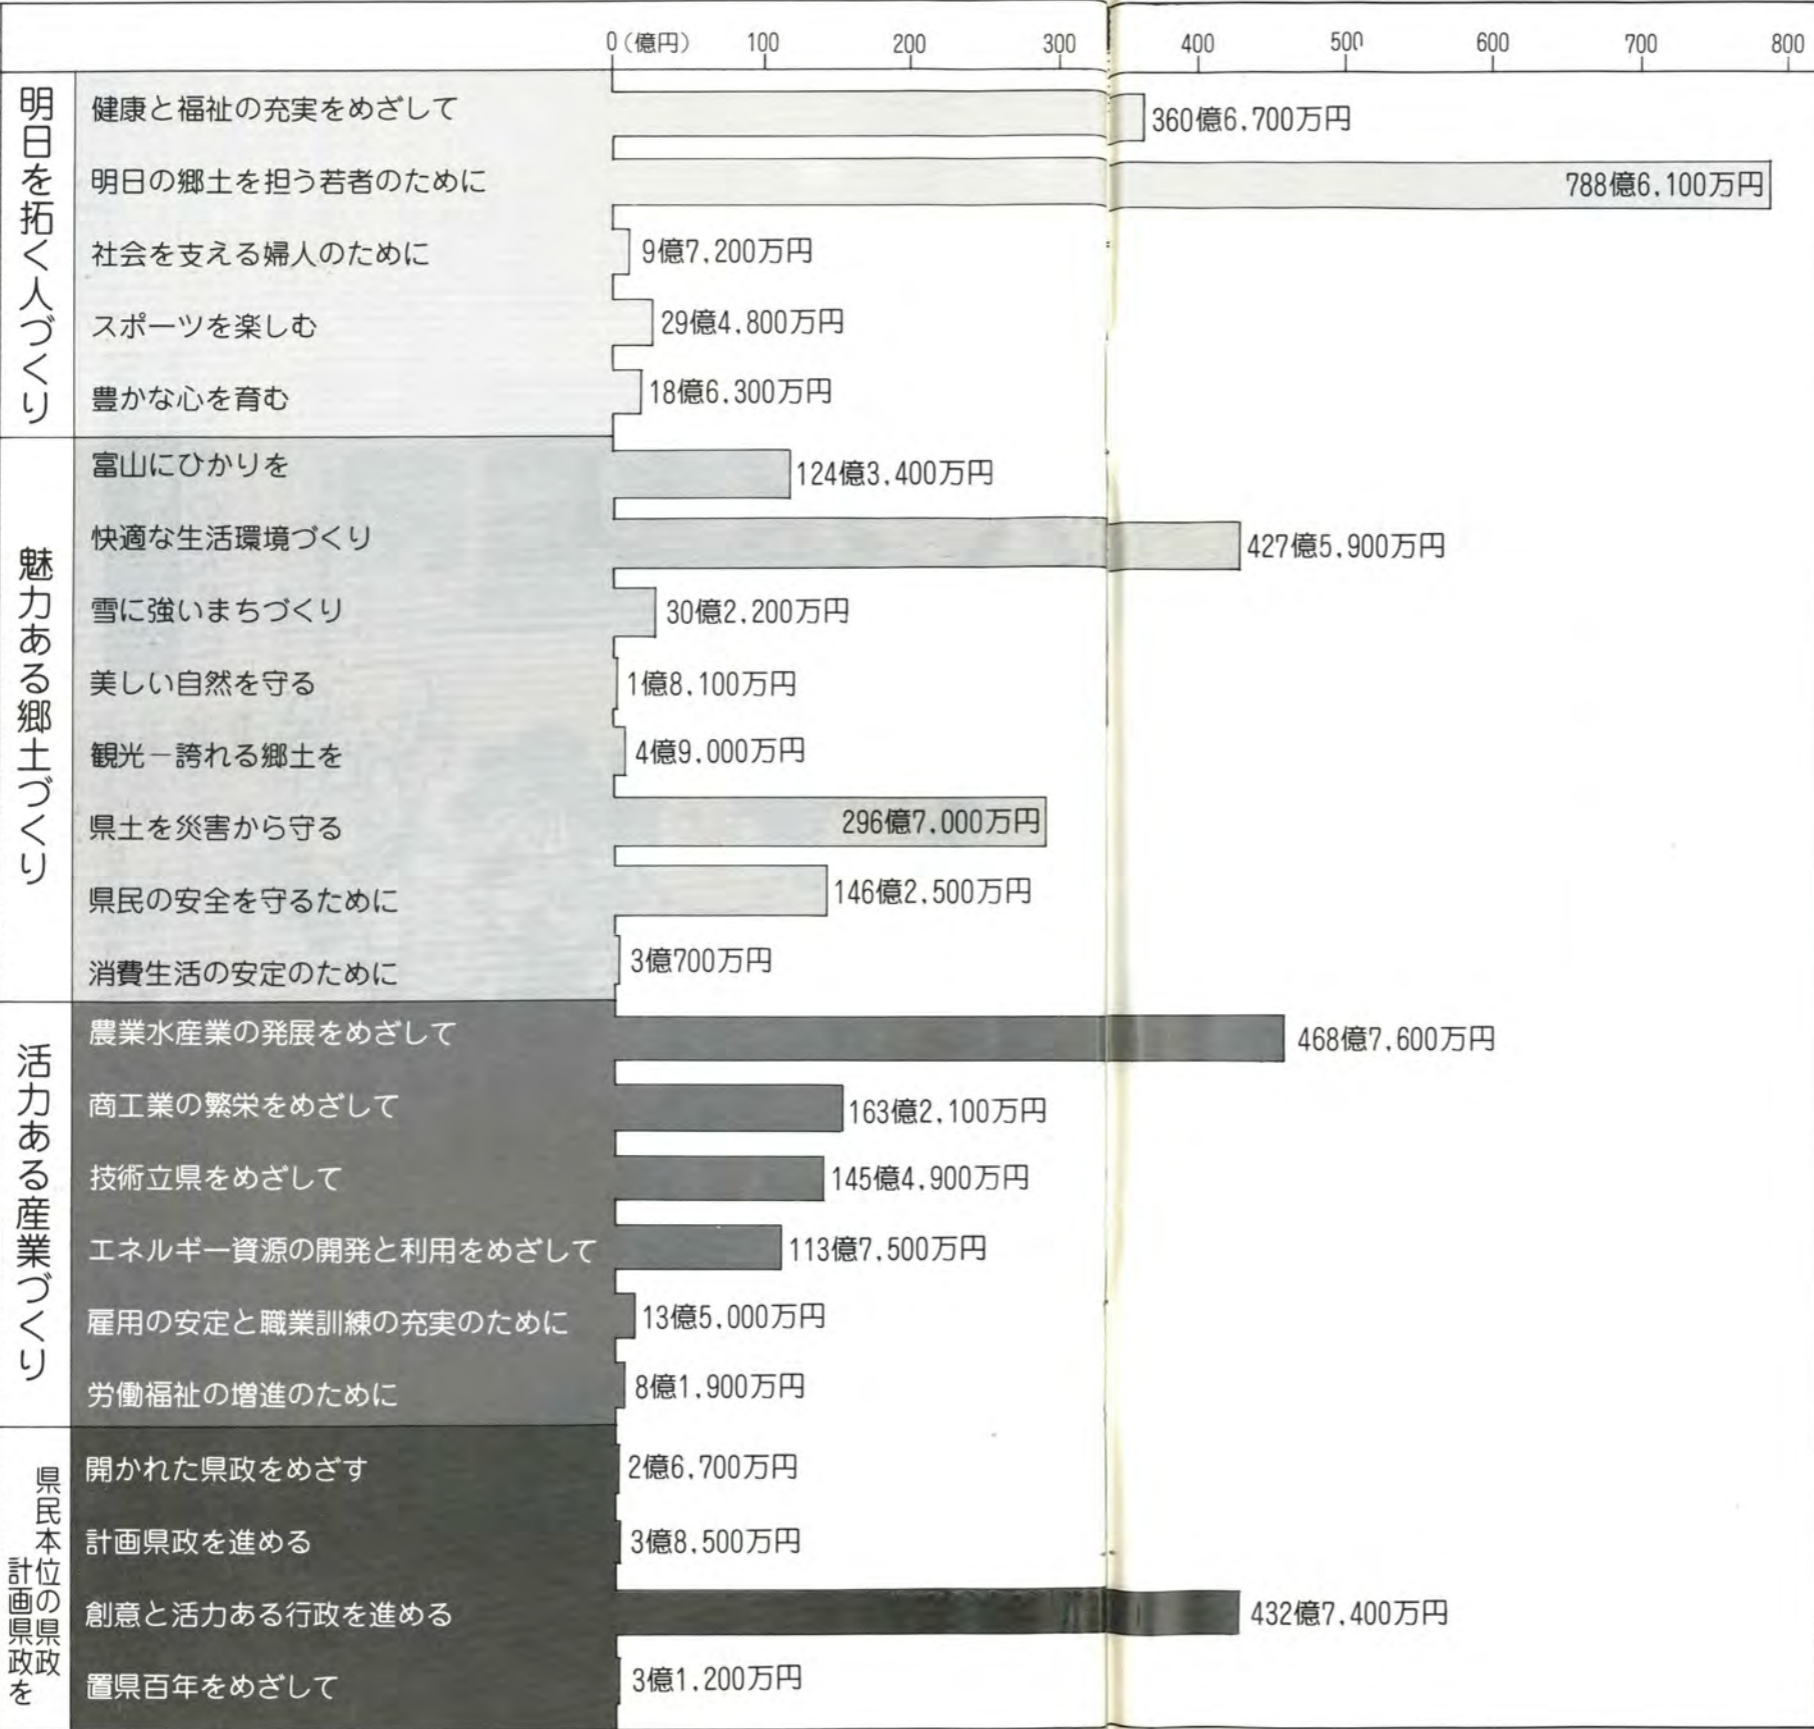 0(億円) 100 200 300 400 500 600 700 800
明日を拓く人づくり
健康と福祉の充実をめざして 360億6,700万円
明日の郷土を担う若者のために 788億6,100万円
社会を支える婦人のために 9億7,200万円
スポーツを楽しむ 29億4,800万円
豊かな心を育む 18億6,300万円
魅力ある郷土づくり
富山にひかりを 124億3,400万円
快適な生活環境づくり 427億5,900万円
雪に強いまちづくり 30億2,200万円
美しい自然を守る 1億8,100万円
観光－誇れる郷土を 4億9,000万円
県土を災害から守る 296億7,000万円
県民の安全を守るために 146億2,500万円
消費生活の安定のために 3億700万円
活力ある産業づくり
農業水産業の発展をめざして 468億7,600万円
商工業の繁栄をめざして 163億2,100万円
技術立県をめざして 145億4,900万円
エネルギー資源の開発と利用をめざして 113億7,500万円
雇用の安定と職業訓練の充実のために 13億5,000万円
労働福祉の増進のために 8億1,900万円
県民本位の県政
計画県政を
開かれた県政をめざす 2億6,700万円
計画県政を進める 3億8,500万円
創意と活力ある行政を進める 432億7,400万円
置県百年をめざして 3億1,200万円